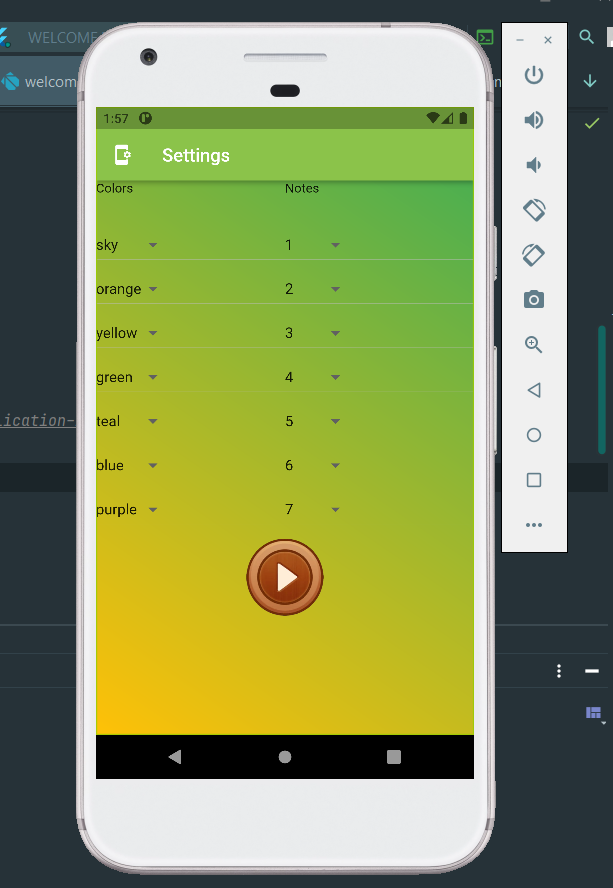 WELCOME
welcom
1:57
Settings
Colors Notes
sky 1
orange 2
yellow 3
green 4
lication-
teal 5
blue 6
purple 7